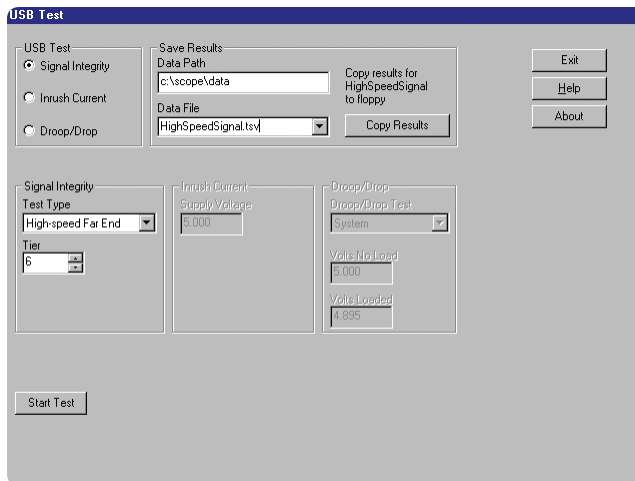 USB Test
USB Test
Signal Integrity
Inrush Current
Droop/Drop
Save Results
Data Path
c:\scope\data
Data File
HighSpeedSignal.tsv
Copy results for
HighSpeedSignal
to floppy
Copy Results
Exit
Help
About
Signal Integrity
Test Type
High-speed Far End
Tier
6
Inrush Current
Supply Voltage
5.000
Droop/Drop
Droop/Drop Test
System
Volts No Load
5.000
Volts Loaded
4.895
Start Test